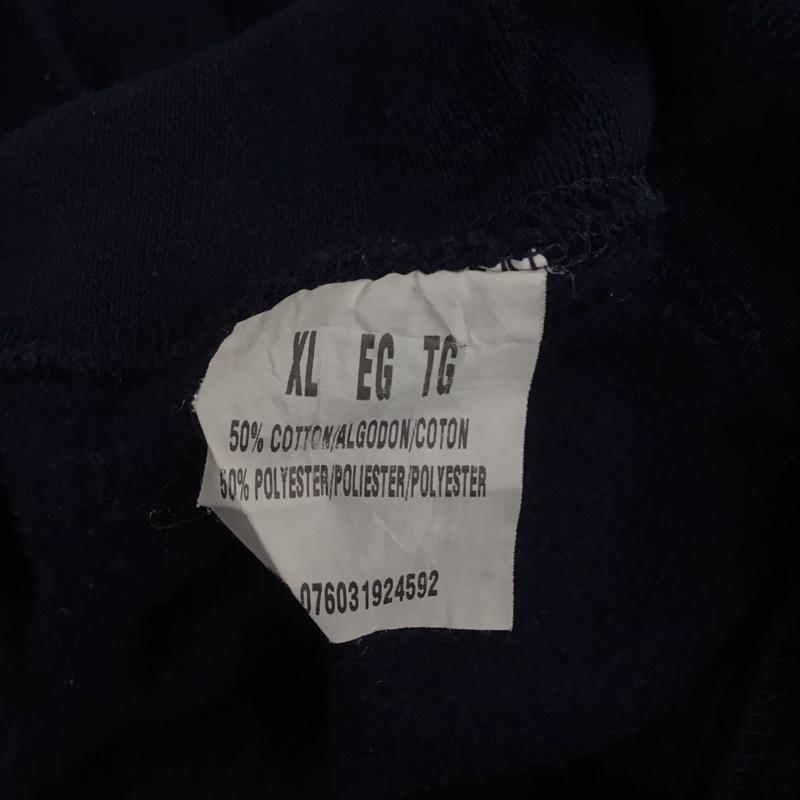 XL EG TG
50% COTTON/ALGODON/COTON
50% POLYESTER/POLIESTER/POLYESTER
076031924592